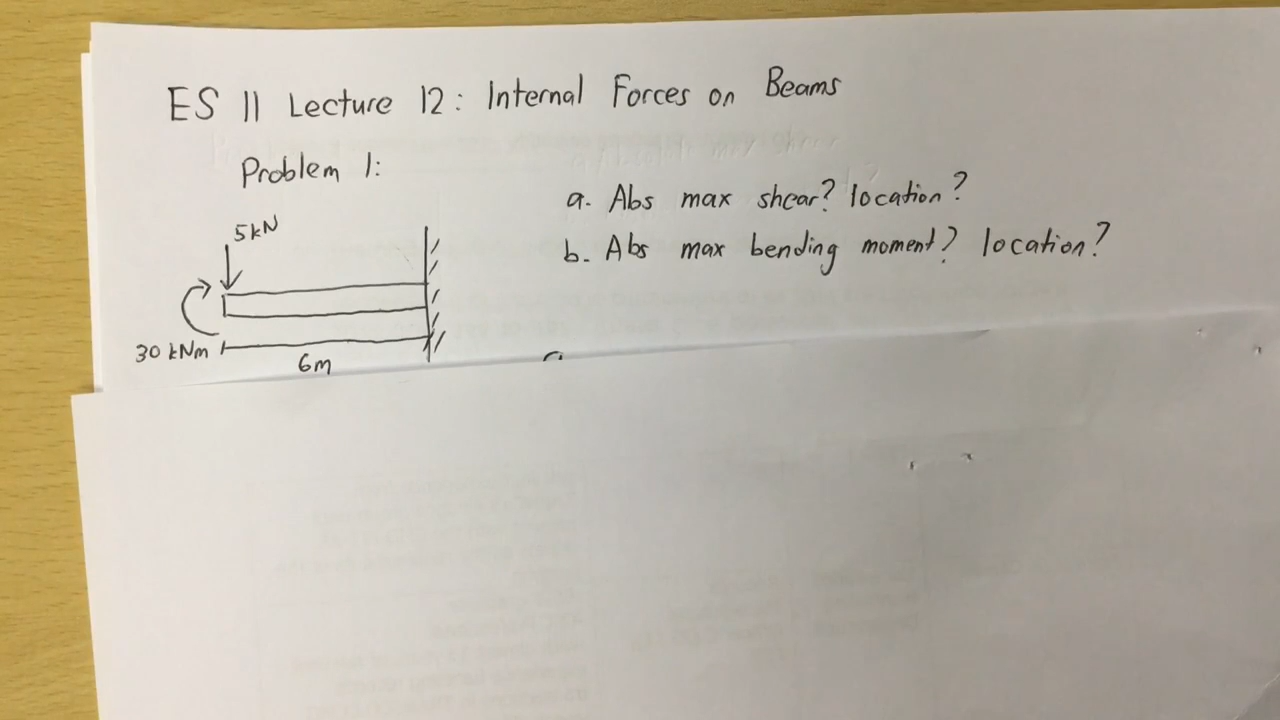 ES 11 Lecture 12: Internal Forces on Beams
Problem 1:
a. Abs max shear? location?
b. Abs max bending moment? location?
5kN
30 kNm
6m